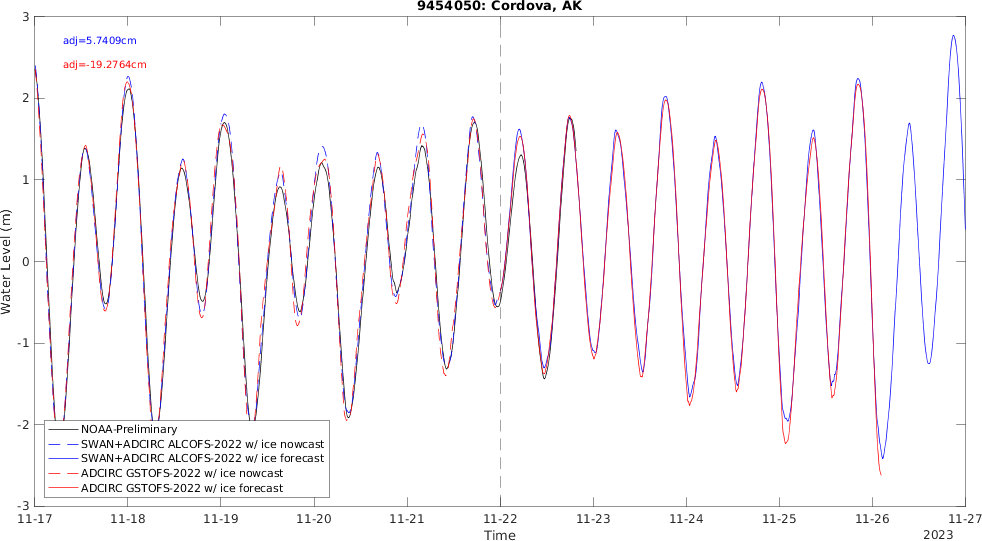 9454050: Cordova, AK
adj=5.7409cm
adj=-19.2764cm
Water Level (m)
3
2
1
0
-1
-2
-3
NOAA-Preliminary
SWAN+ADCIRC ALCOFS-2022 w/ ice nowcast
SWAN+ADCIRC ALCOFS-2022 w/ ice forecast
ADCIRC GSTOFS-2022 w/ ice nowcast
ADCIRC GSTOFS-2022 w/ ice forecast
11-17 11-18 11-19 11-20 11-21 11-22 11-23 11-24 11-25 11-26 11-27
Time
2023